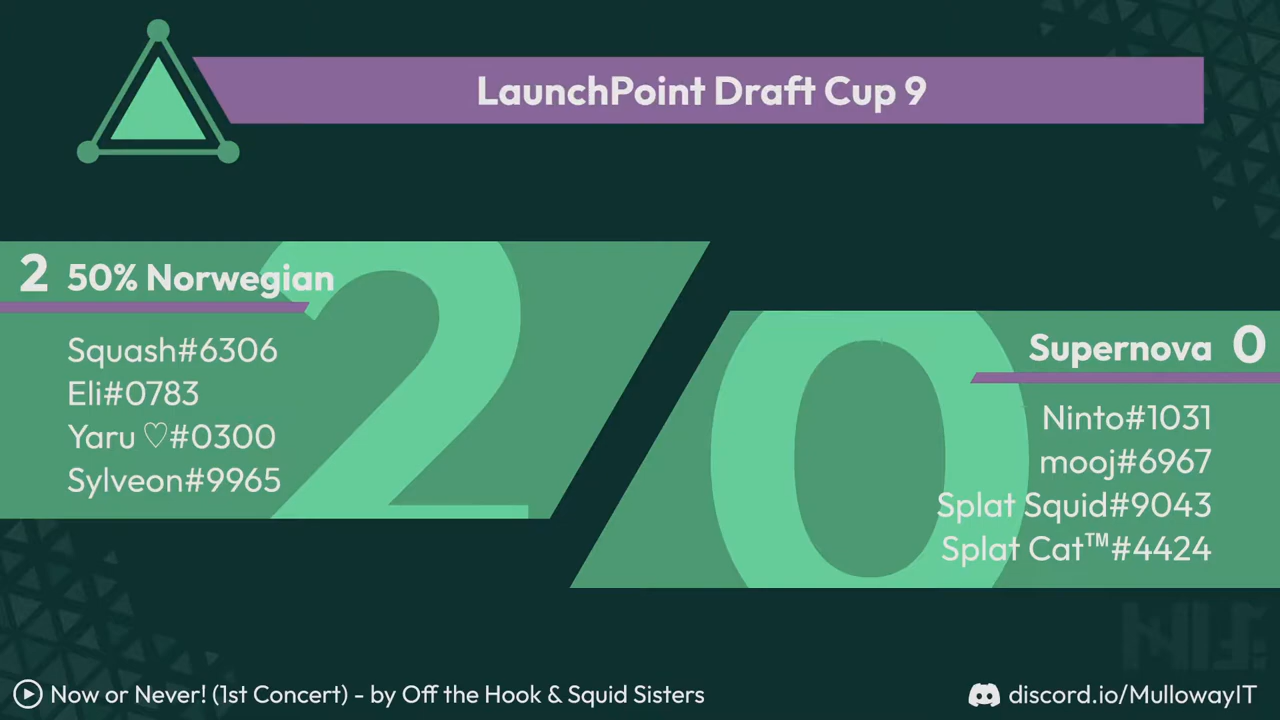 LaunchPoint Draft Cup 9
2 50% Norwegian
Squash#6306
Eli#0783
Yaru ♡#0300
Sylveon#9965
2
Supernova 0
Ninto#1031
mooj#6967
Splat Squid#9043
Splat Cat™#4424
0
Now or Never! (1st Concert) - by Off the Hook & Squid Sisters
discord.io/MullowayIT